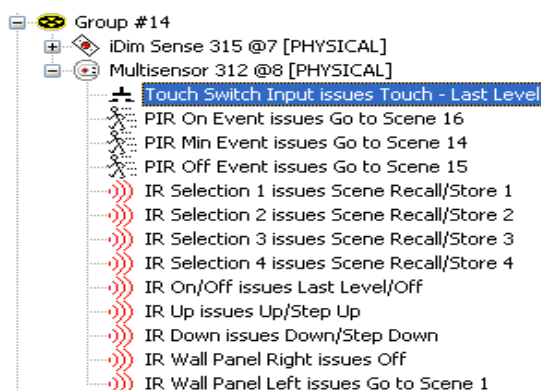 Group #14
iDim Sense 315 @7 [PHYSICAL]
Multisensor 312 @8 [PHYSICAL]
Touch Switch Input issues Touch - Last Level
PIR On Event issues Go to Scene 16
PIR Min Event issues Go to Scene 14
PIR Off Event issues Go to Scene 15
IR Selection 1 issues Scene Recall/Store 1
IR Selection 2 issues Scene Recall/Store 2
IR Selection 3 issues Scene Recall/Store 3
IR Selection 4 issues Scene Recall/Store 4
IR On/Off issues Last Level/Off
IR Up issues Up/Step Up
IR Down issues Down/Step Down
IR Wall Panel Right issues Off
IR Wall Panel Left issues Go to Scene 1